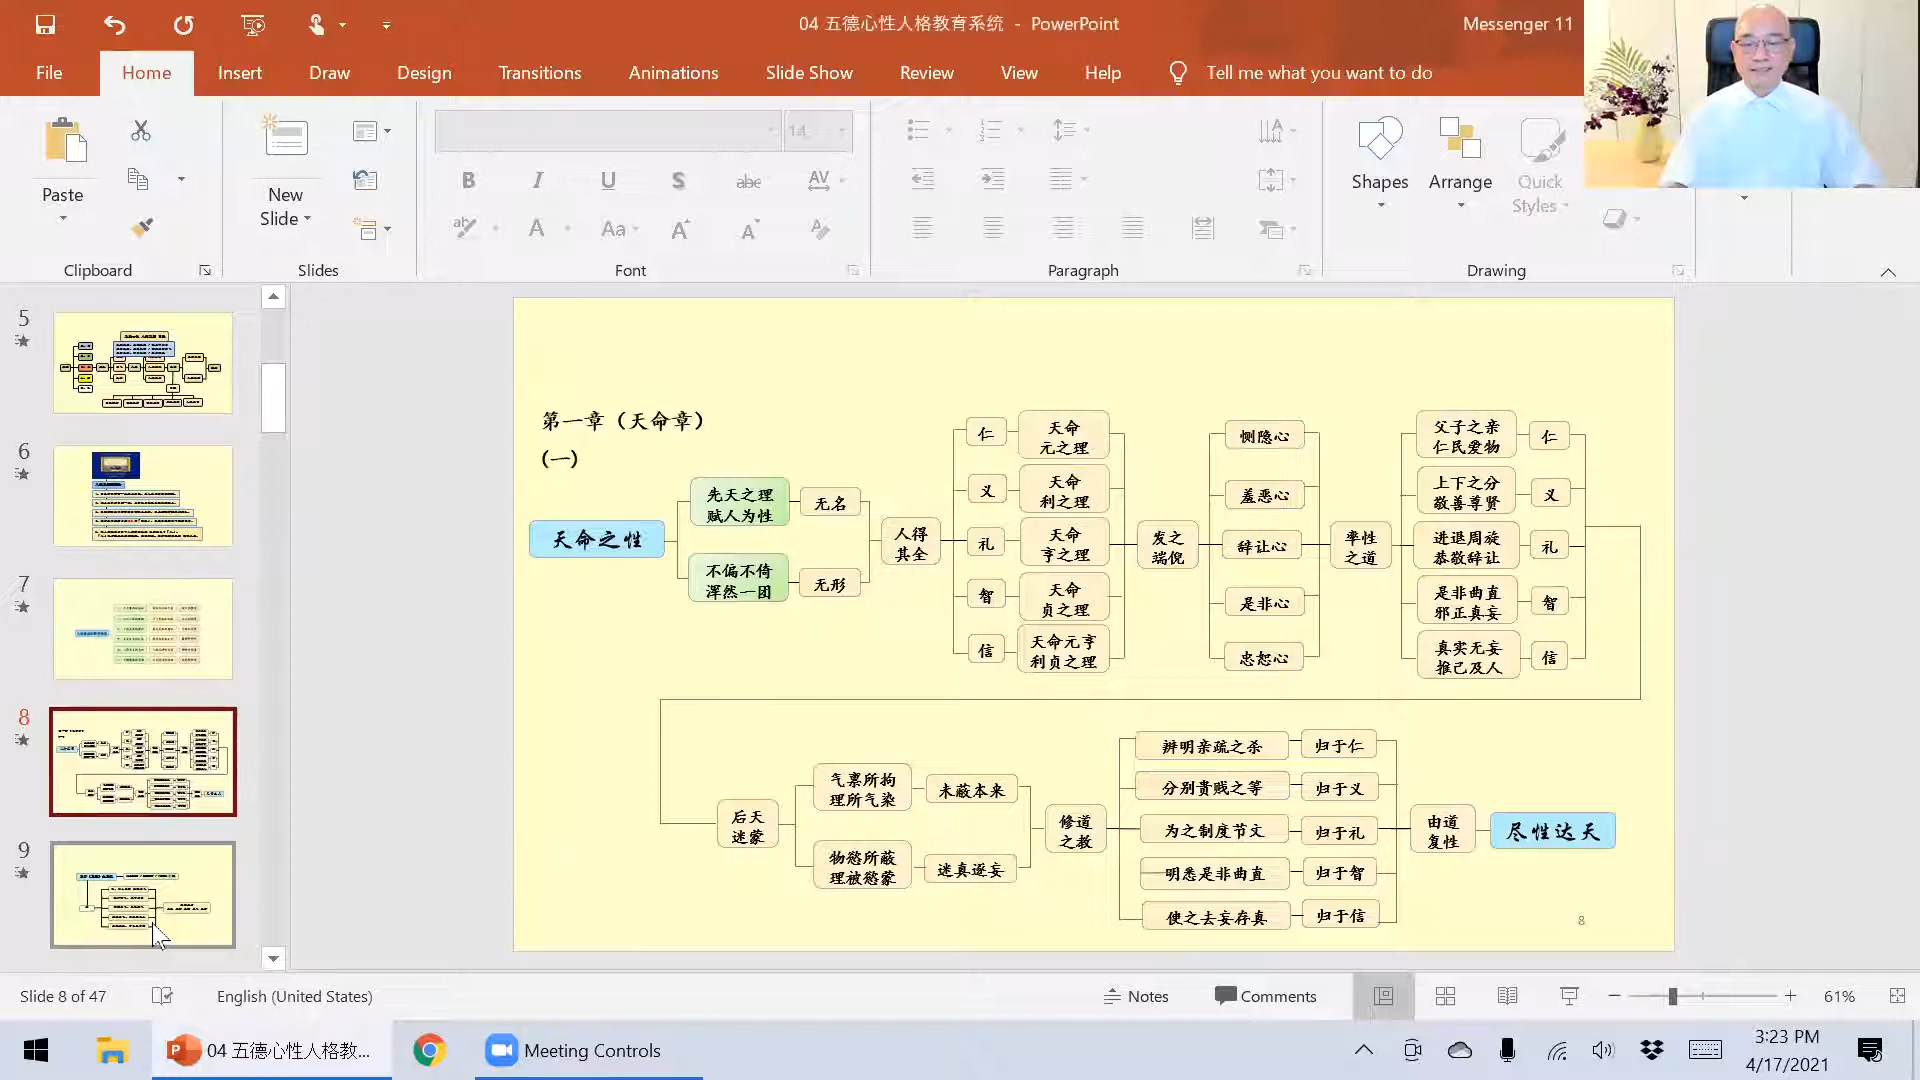 04 五德心性人格教育系统 - PowerPoint
Messenger 11
File
Home
Insert
Draw
Design
Transitions
Animations
Slide Show
Review
View
Help
Tell me what you want to do
Paste
New
Slide
14
B
I
U
S
abc
AV
A
Aa
A
A
Shapes
Arrange
Quick
Styles
Clipboard
Slides
Font
Paragraph
Drawing
5
6
7
8
9
第一章（天命章）
(一)
天命之性
先天之理
赋人为性
无名
不偏不倚
浑然一团
无形
人得
其全
仁
天命
元之理
义
天命
利之理
礼
天命
亨之理
智
天命
贞之理
信
天命元亨
利贞之理
发之
端倪
恻隐心
羞恶心
辞让心
是非心
忠恕心
率性
之道
父子之亲
仁民爱物
仁
上下之分
敬善尊贤
义
进退周旋
恭敬辞让
礼
是非曲直
邪正真妄
智
真实无妄
推己及人
信
后天
迷蒙
气禀所拘
理所气染
未蔽本来
物慾所蔽
理被慾蒙
迷真逐妄
修道
之教
辨明亲疏之杀
归于仁
分别贵贱之等
归于义
为之制度节文
归于礼
明悉是非曲直
归于智
使之去妄存真
归于信
由道
复性
尽性达天
8
Slide 8 of 47
English (United States)
Notes
Comments
61%
04 五德心性人格教...
Meeting Controls
3:23 PM
4/17/2021